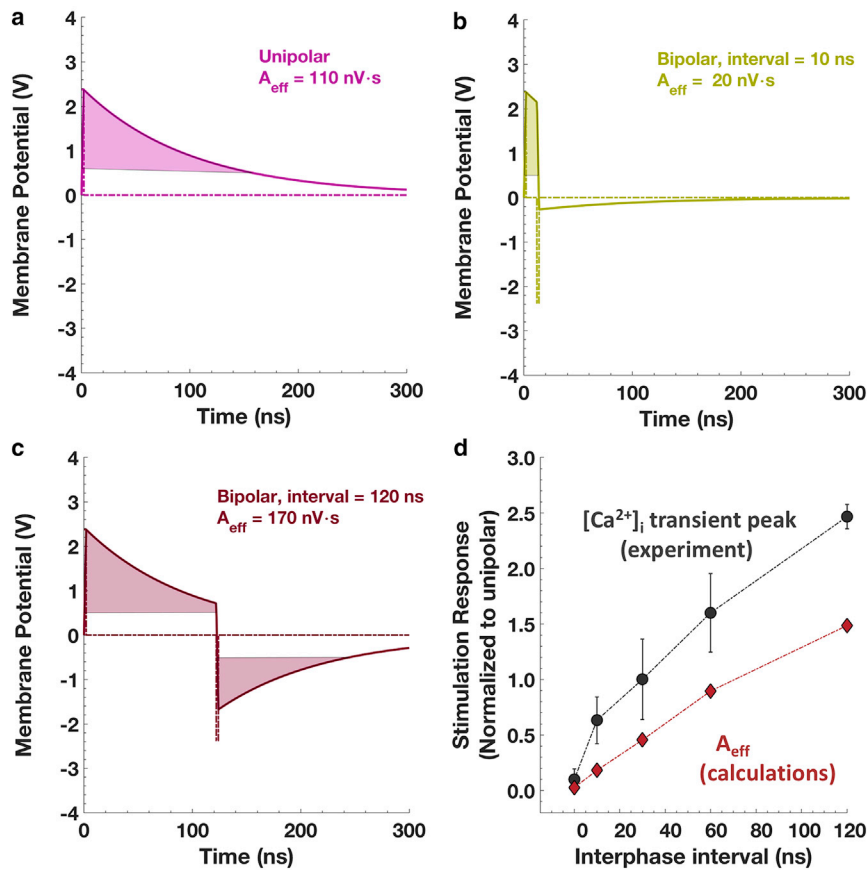 a
Unipolar
A_eff = 110 nV·s
Membrane Potential (V)
4
3
2
1
0
-1
-2
-3
-4
0
100
200
300
Time (ns)
b
Bipolar, interval = 10 ns
A_eff = 20 nV·s
Membrane Potential (V)
4
3
2
1
0
-1
-2
-3
-4
0
100
200
300
Time (ns)
c
Bipolar, interval = 120 ns
A_eff = 170 nV·s
Membrane Potential (V)
4
3
2
1
0
-1
-2
-3
-4
0
100
200
300
Time (ns)
d
[Ca²⁺]ᵢ transient peak
(experiment)
A_eff
(calculations)
Stimulation Response
(Normalized to unipolar)
3.0
2.5
2.0
1.5
1.0
0.5
0.0
0
20
40
60
80
100
120
Interphase interval (ns)